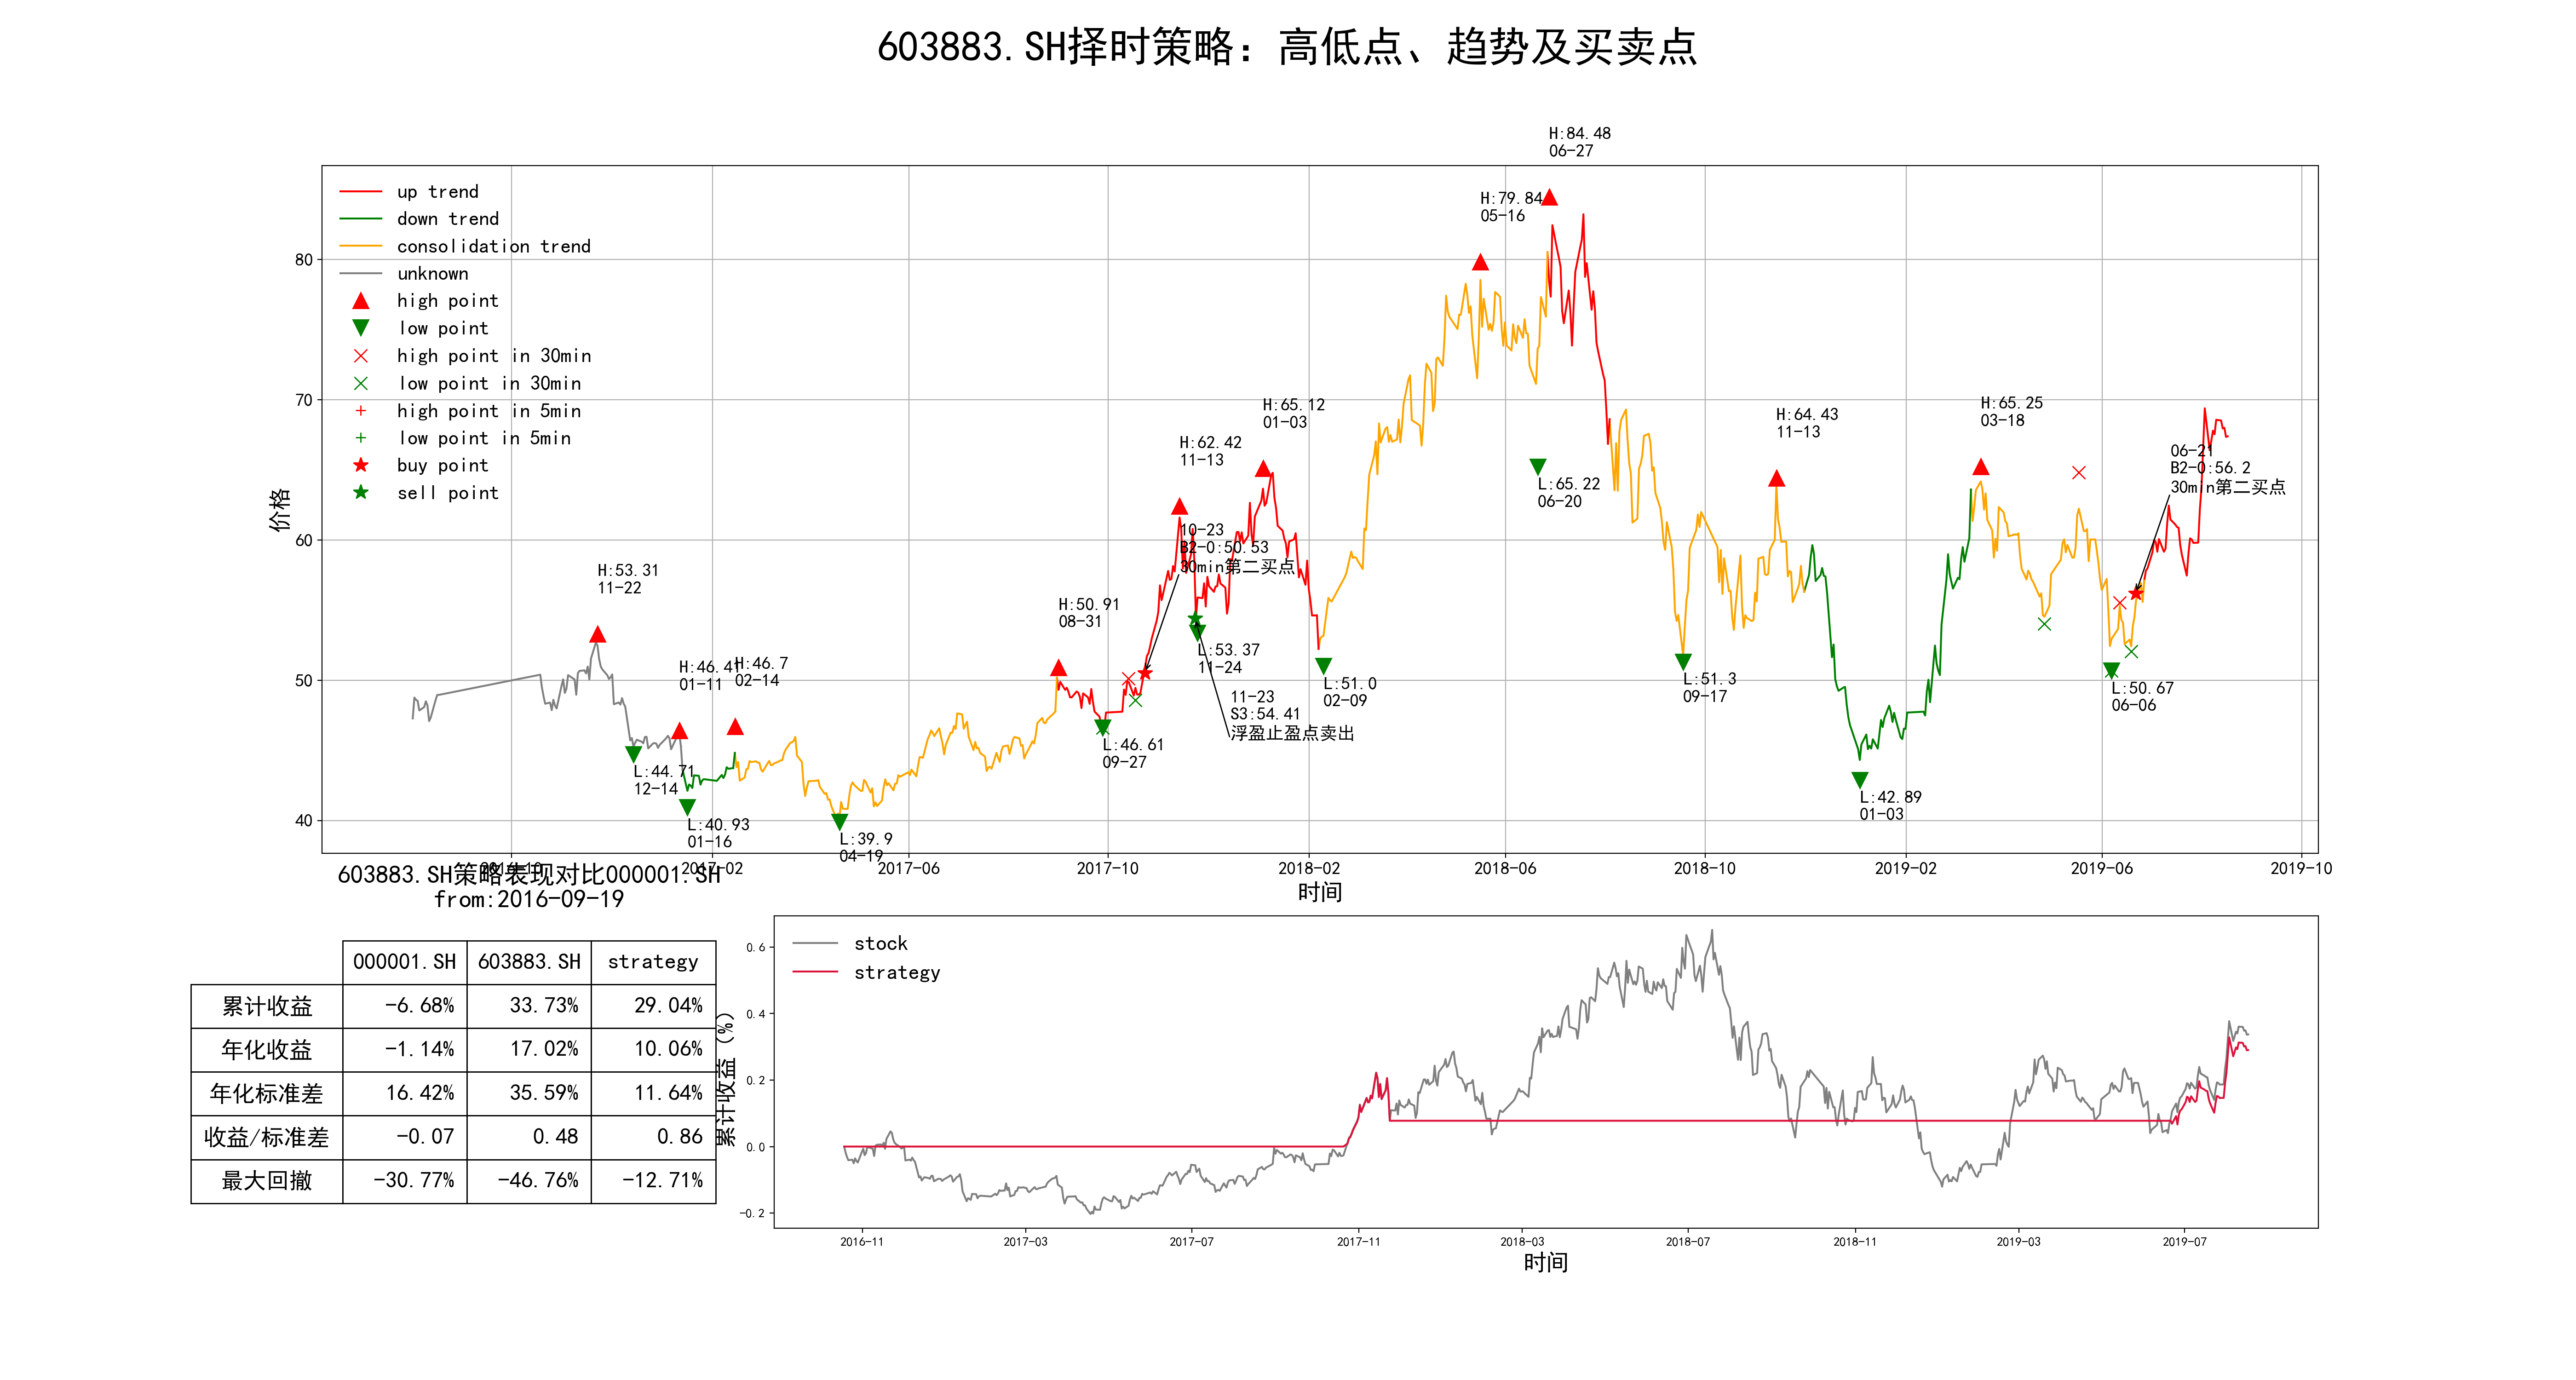 603883.SH择时策略：高低点、趋势及买卖点
up trend
down trend
consolidation trend
unknown
high point
low point
high point in 30min
low point in 30min
high point in 5min
low point in 5min
buy point
sell point
价格
80
70
60
50
40
H:53.31
11-22
L:44.71
12-14
H:46.41
01-11
L:40.93
01-16
H:46.7
02-14
L:39.9
04-19
H:50.91
08-31
L:46.61
09-27
10-23
B2-0:50.53
30min第二买点
H:62.42
11-13
11-23
S3:54.41
浮盈止盈点卖出
L:53.37
11-24
H:65.12
01-03
L:51.0
02-09
H:79.84
05-16
L:65.22
06-20
H:84.48
06-27
L:51.3
09-17
H:64.43
11-13
L:42.89
01-03
H:65.25
03-18
L:50.67
06-06
06-21
B2-0:56.2
30min第二买点
2016-10
2017-02
2017-06
2017-10
2018-02
2018-06
2018-10
2019-02
2019-06
2019-10
时间
603883.SH策略表现对比000001.SH
from:2016-09-19
000001.SH 603883.SH strategy
累计收益 -6.68% 33.73% 29.04%
年化收益 -1.14% 17.02% 10.06%
年化标准差 16.42% 35.59% 11.64%
收益/标准差 -0.07 0.48 0.86
最大回撤 -30.77% -46.76% -12.71%
累计收益（%）
stock
strategy
0.6
0.4
0.2
0.0
-0.2
2016-11
2017-03
2017-07
2017-11
2018-03
2018-07
2018-11
2019-03
2019-07
时间